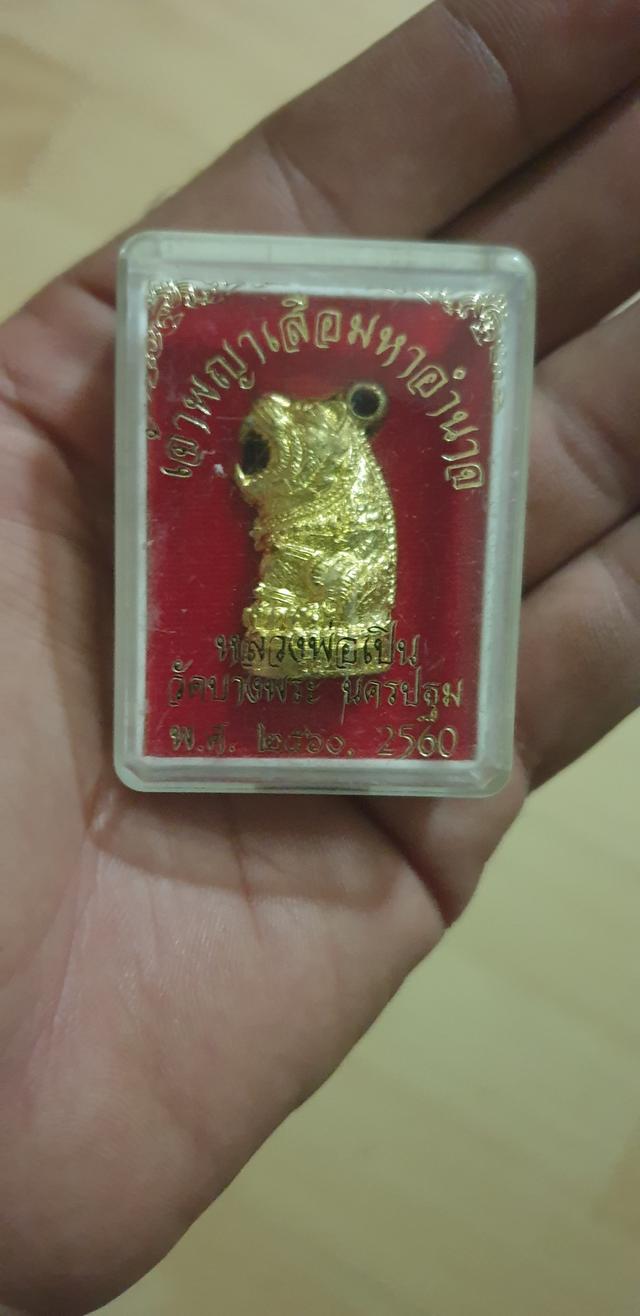 เจ้าพญาเสือมหาอำนาจ
หลวงพ่อเปิ่น
วัดบางพระ นครปฐม
พ.ศ. ๒๕๖๐. 2560